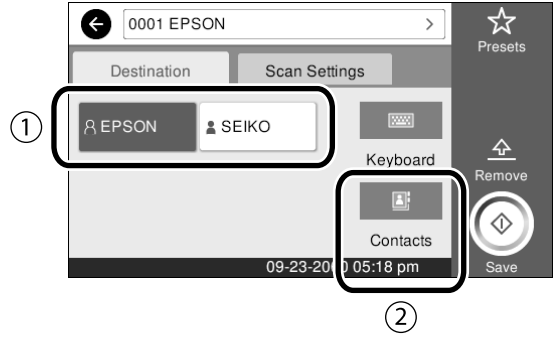 0001 EPSON
Presets
Destination
Scan Settings
① EPSON SEIKO
Keyboard
Remove
Contacts
09-23-20 0 05:18 pm
Save
②